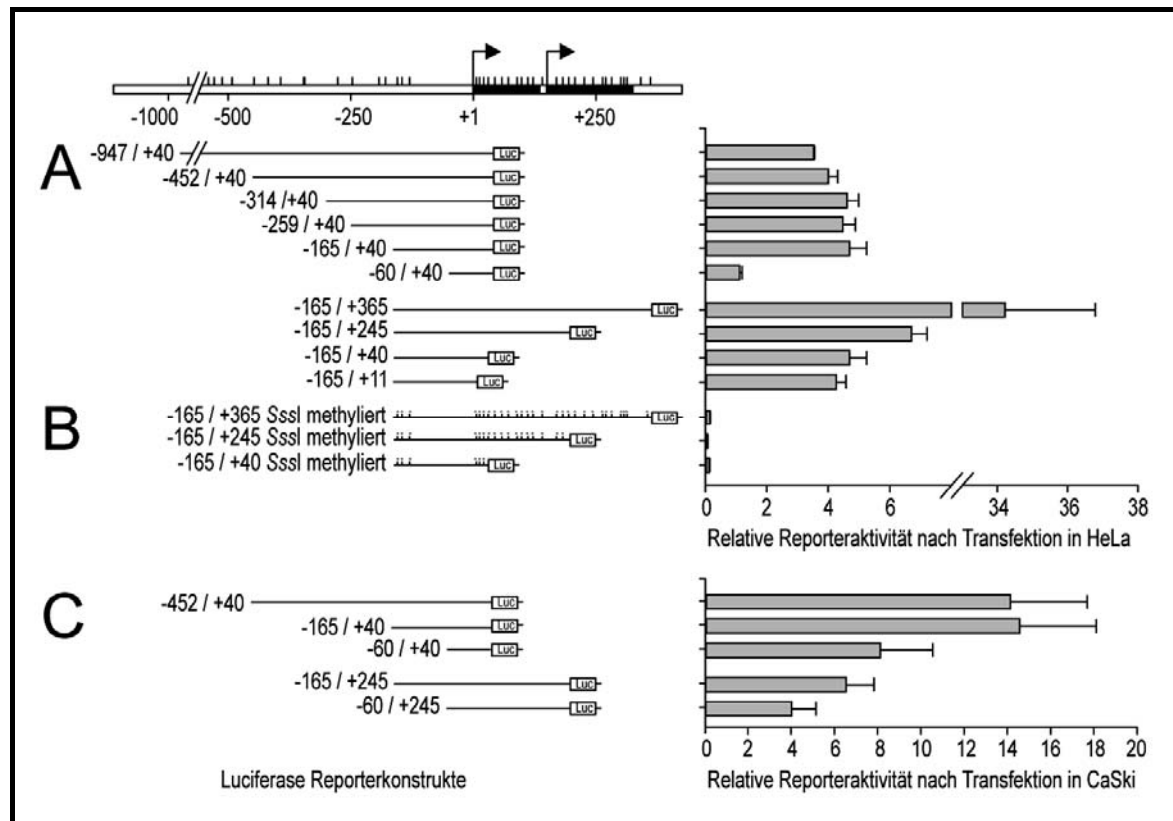 -1000 -500 -250 +1 +250
A
-947 / +40 Luc
-452 / +40 Luc
-314 /+40 Luc
-259 / +40 Luc
-165 / +40 Luc
-60 / +40 Luc
-165 / +365 Luc
-165 / +245 Luc
-165 / +40 Luc
-165 / +11 Luc
B
-165 / +365 SssI methyliert Luc
-165 / +245 SssI methyliert Luc
-165 / +40 SssI methyliert Luc
0 2 4 6 34 36 38
Relative Reporteraktivität nach Transfektion in HeLa
C
-452 / +40 Luc
-165 / +40 Luc
-60 / +40 Luc
-165 / +245 Luc
-60 / +245 Luc
0 2 4 6 8 10 12 14 16 18 20
Luciferase Reporterkonstrukte
Relative Reporteraktivität nach Transfektion in CaSki